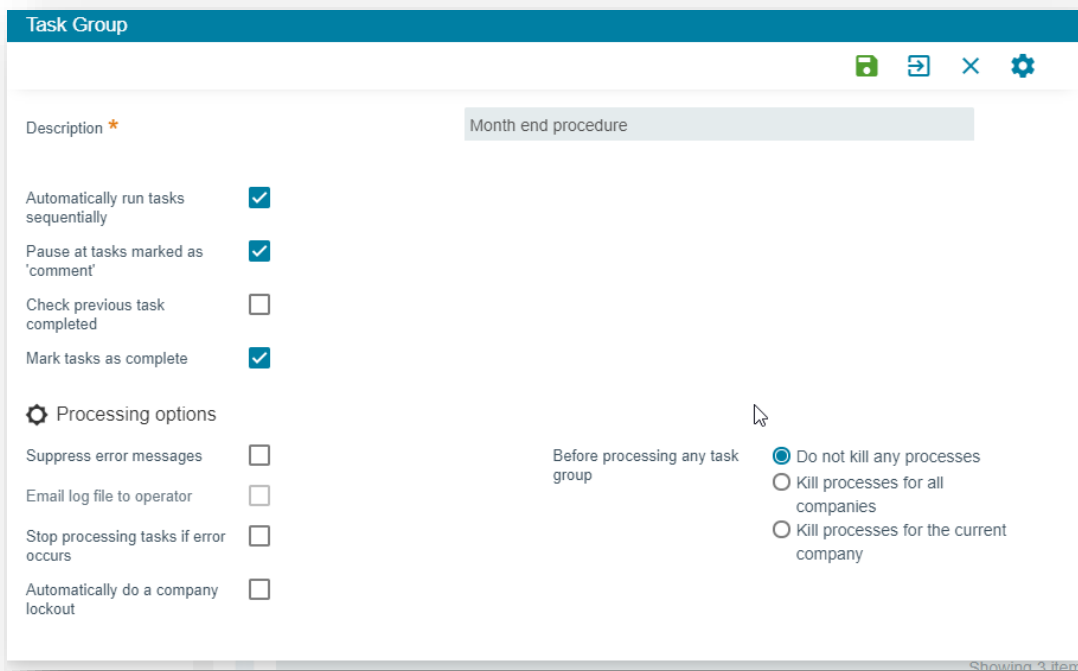 Task Group
Description *
Month end procedure
Automatically run tasks
sequentially
Pause at tasks marked as
'comment'
Check previous task
completed
Mark tasks as complete
Processing options
Suppress error messages
Email log file to operator
Stop processing tasks if error
occurs
Automatically do a company
lockout
Before processing any task
group
Do not kill any processes
Kill processes for all
companies
Kill processes for the current
company
Showing 3 item